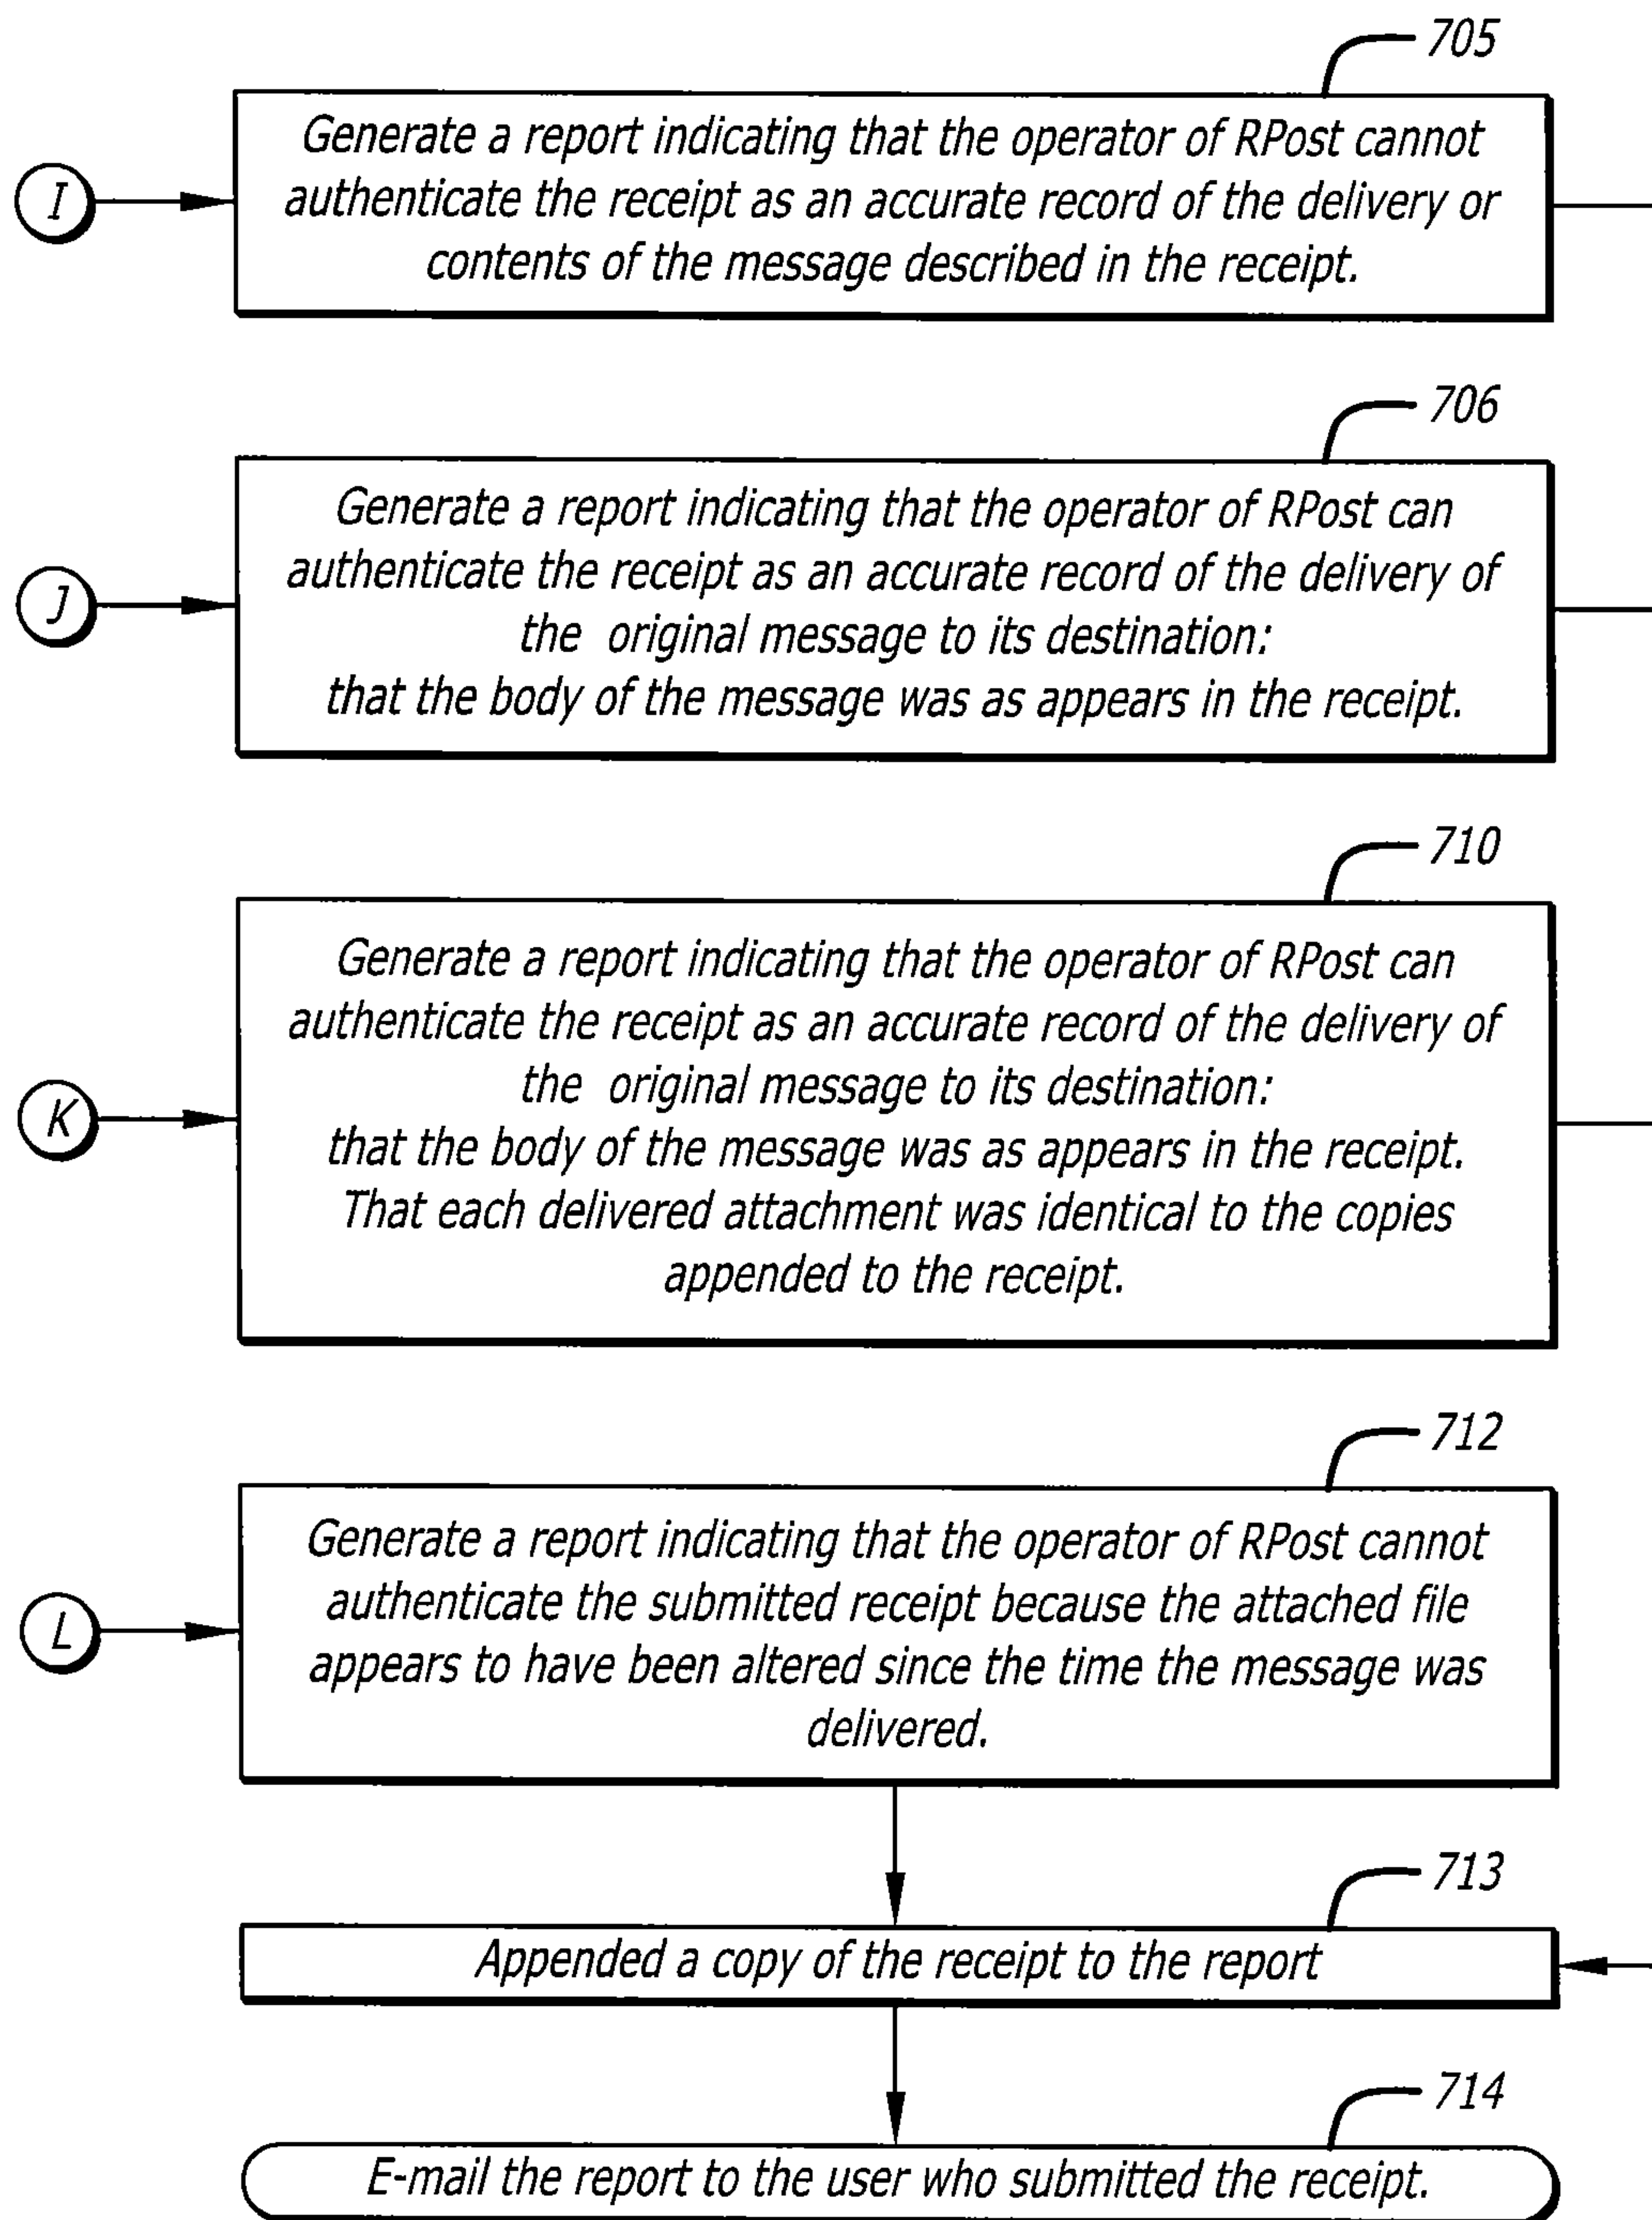 705
I
Generate a report indicating that the operator of RPost cannot
authenticate the receipt as an accurate record of the delivery or
contents of the message described in the receipt.
706
J
Generate a report indicating that the operator of RPost can
authenticate the receipt as an accurate record of the delivery of
the original message to its destination:
that the body of the message was as appears in the receipt.
710
K
Generate a report indicating that the operator of RPost can
authenticate the receipt as an accurate record of the delivery of
the original message to its destination:
that the body of the message was as appears in the receipt.
That each delivered attachment was identical to the copies
appended to the receipt.
712
L
Generate a report indicating that the operator of RPost cannot
authenticate the submitted receipt because the attached file
appears to have been altered since the time the message was
delivered.
713
Appended a copy of the receipt to the report
714
E-mail the report to the user who submitted the receipt.